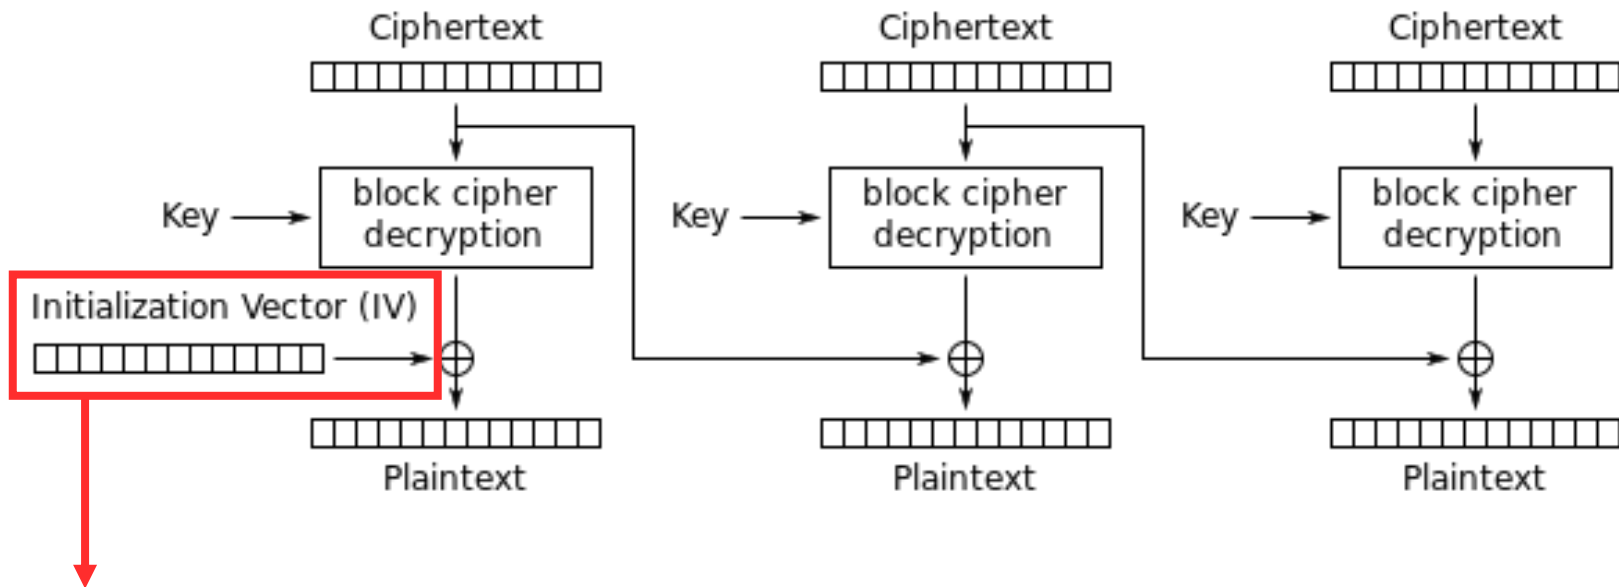 Ciphertext
Ciphertext
Ciphertext
block cipher
decryption
block cipher
decryption
block cipher
decryption
Key
Key
Key
Initialization Vector (IV)
Plaintext
Plaintext
Plaintext